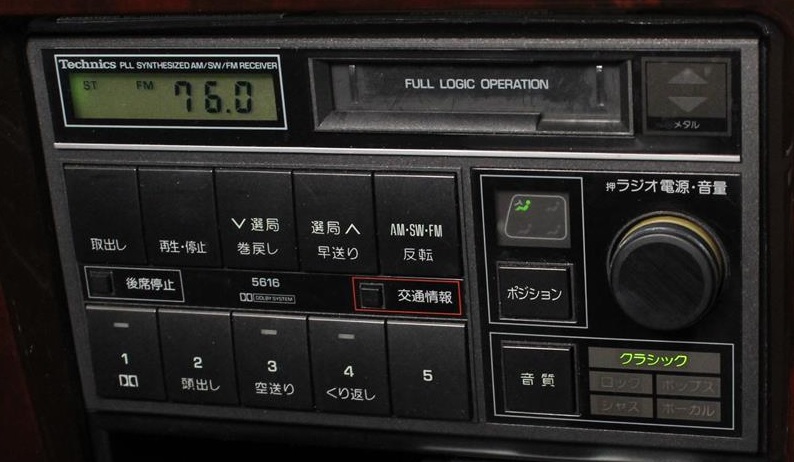 Technics PLL SYNTHESIZED AM/SW/FM RECEIVER
ST FM 76.0
FULL LOGIC OPERATION
メタル
押ラジオ電源・音量
取出し
再生・停止
∨選局
巻戻し
選局∧
早送り
AM・SW・FM
反転
ポジション
後席停止
5616
DOLBY SYSTEM
交通情報
1
2
頭出し
3
空送り
4
くり返し
5
音質
クラシック
ロック ポップス
ジャズ ボーカル